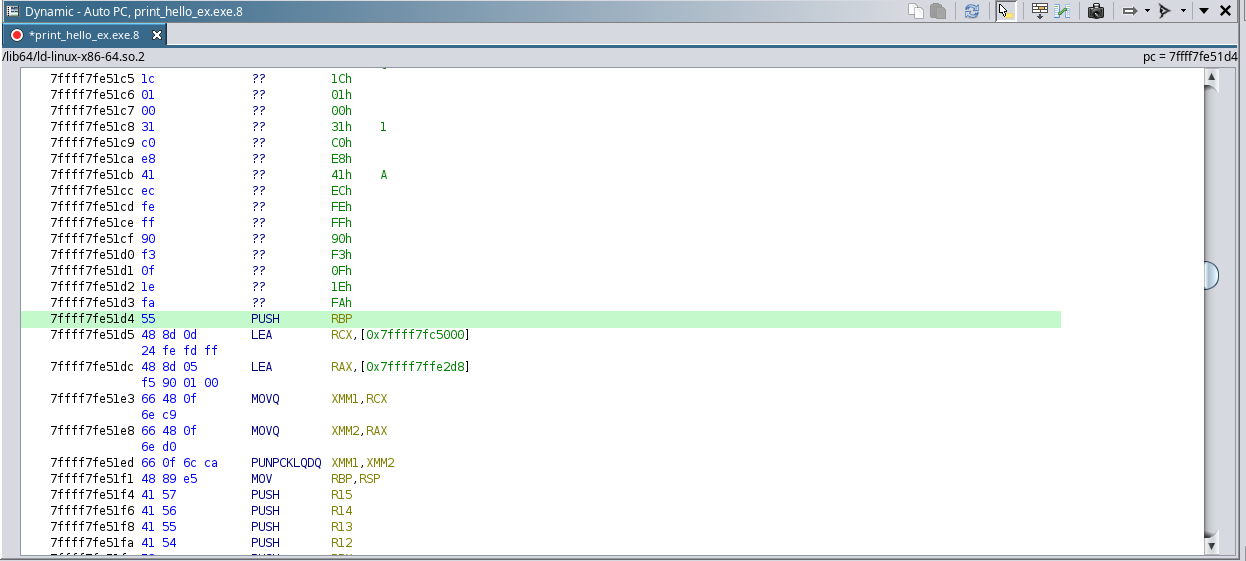 Dynamic - Auto PC, print_hello_ex.exe.8
*print_hello_ex.exe.8
/lib64/ld-linux-x86-64.so.2 pc = 7ffff7fe51d4
7ffff7fe51c5 1c ?? 1Ch
7ffff7fe51c6 01 ?? 01h
7ffff7fe51c7 00 ?? 00h
7ffff7fe51c8 31 ?? 31h 1
7ffff7fe51c9 c0 ?? C0h
7ffff7fe51ca e8 ?? E8h
7ffff7fe51cb 41 ?? 41h A
7ffff7fe51cc ec ?? ECh
7ffff7fe51cd fe ?? FEh
7ffff7fe51ce ff ?? FFh
7ffff7fe51cf 90 ?? 90h
7ffff7fe51d0 f3 ?? F3h
7ffff7fe51d1 0f ?? 0Fh
7ffff7fe51d2 1e ?? 1Eh
7ffff7fe51d3 fa ?? FAh
7ffff7fe51d4 55 PUSH RBP
7ffff7fe51d5 48 8d 0d LEA RCX,[0x7ffff7fc5000]
24 fe fd ff
7ffff7fe51dc 48 8d 05 LEA RAX,[0x7ffff7ffe2d8]
f5 90 01 00
7ffff7fe51e3 66 48 0f MOVQ XMM1,RCX
6e c9
7ffff7fe51e8 66 48 0f MOVQ XMM2,RAX
6e d0
7ffff7fe51ed 66 0f 6c ca PUNPCKLQDQ XMM1,XMM2
7ffff7fe51f1 48 89 e5 MOV RBP,RSP
7ffff7fe51f4 41 57 PUSH R15
7ffff7fe51f6 41 56 PUSH R14
7ffff7fe51f8 41 55 PUSH R13
7ffff7fe51fa 41 54 PUSH R12